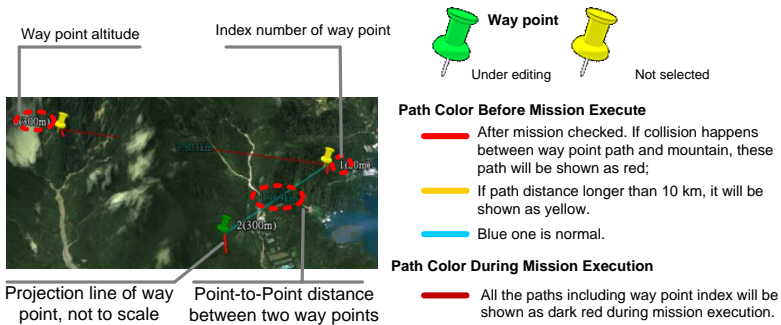 Way point altitude
Index number of way point
Way point
Under editing
Not selected
(300m)
3.803km
1(20m)
2(300m)
Projection line of way
point, not to scale
Point-to-Point distance
between two way points
Path Color Before Mission Execute
After mission checked. If collision happens
between way point path and mountain, these
path will be shown as red;
If path distance longer than 10 km, it will be
shown as yellow.
Blue one is normal.
Path Color During Mission Execution
All the paths including way point index will be
shown as dark red during mission execution.